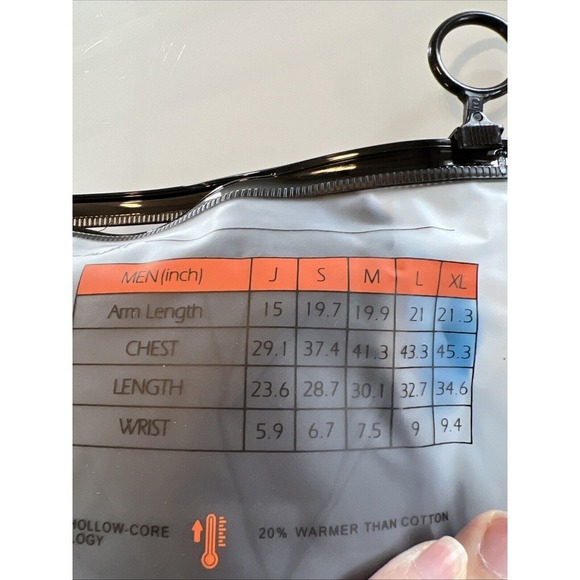 MEN(inch) J S M L XL
Arm Length 15 19.7 19.9 21 21.3
CHEST 29.1 37.4 41.3 43.3 45.3
LENGTH 23.6 28.7 30.1 32.7 34.6
WRIST 5.9 6.7 7.5 9 9.4
HOLLOW-CORE
20% WARMER THAN COTTON